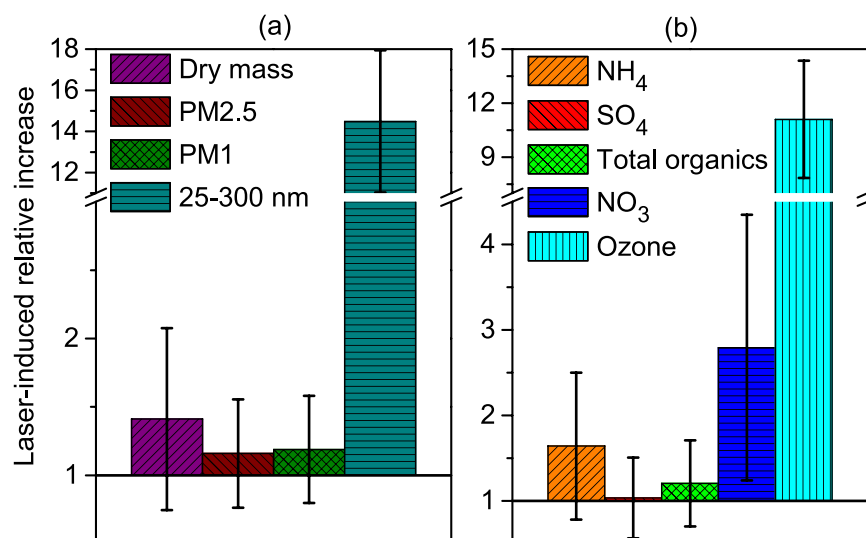 (a)
Laser-induced relative increase
18
16
14
12
2
1
Dry mass
PM2.5
PM1
25-300 nm
(b)
15
12
9
4
3
2
1
NH4
SO4
Total organics
NO3
Ozone